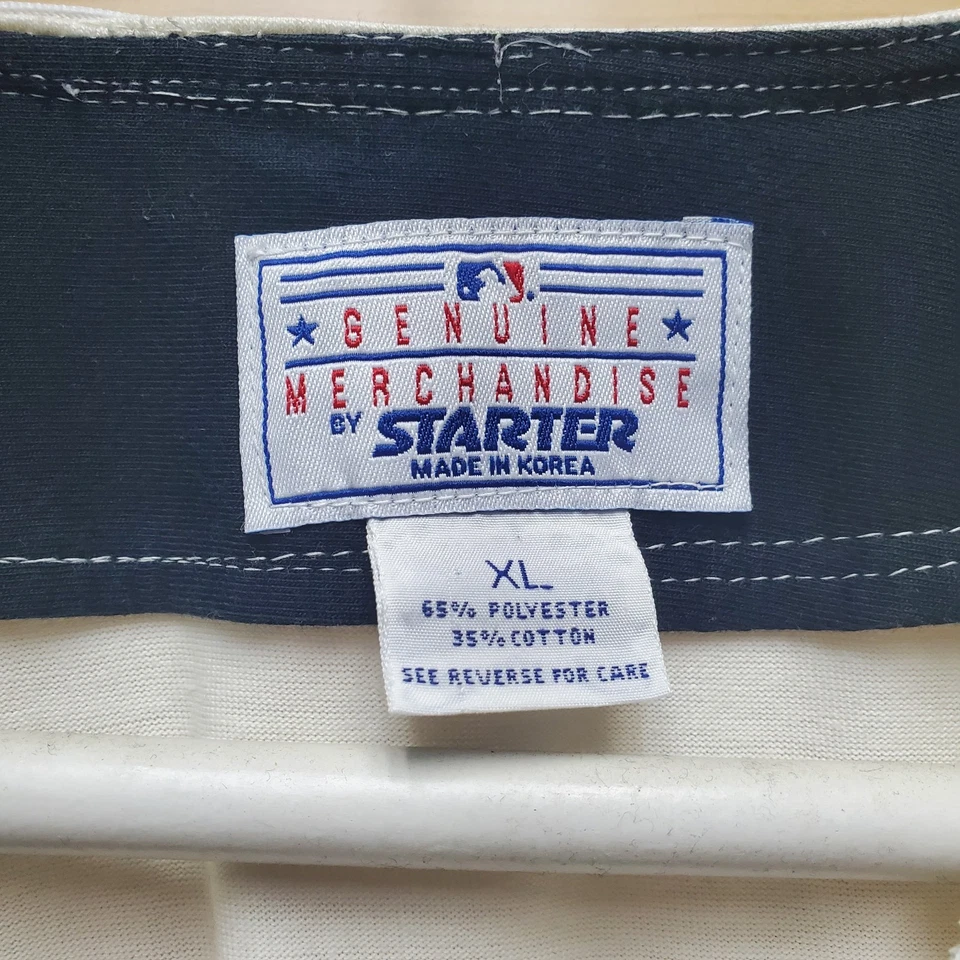 GENUINE
MERCHANDISE
BY STARTER
MADE IN KOREA
XL
65% POLYESTER
35% COTTON
SEE REVERSE FOR CARE